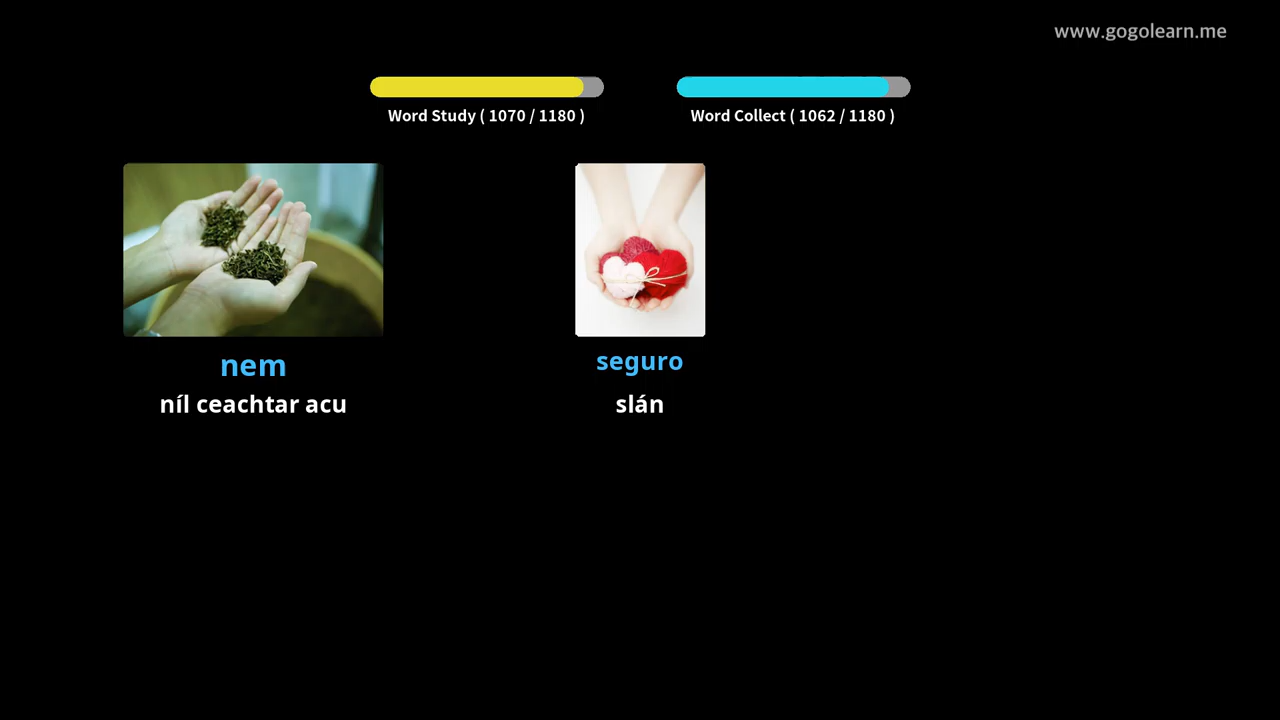 www.gogolearn.me
Word Study ( 1070 / 1180 )
Word Collect ( 1062 / 1180 )
nem
níl ceachtar acu
seguro
slán